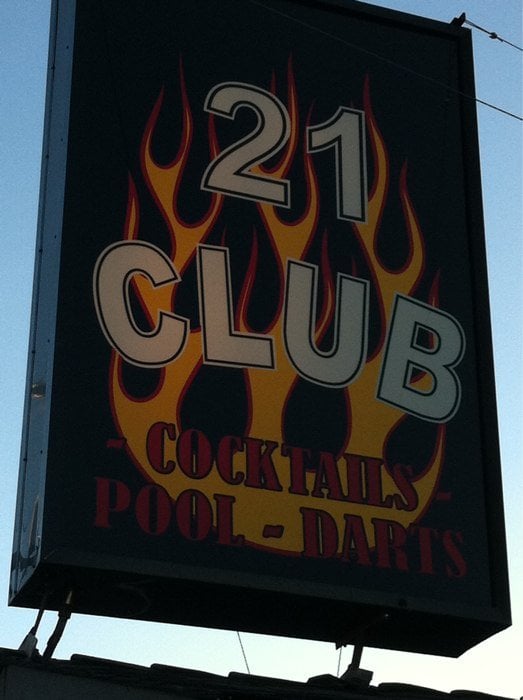 21
CLUB
- COCKTAILS -
POOL - DARTS